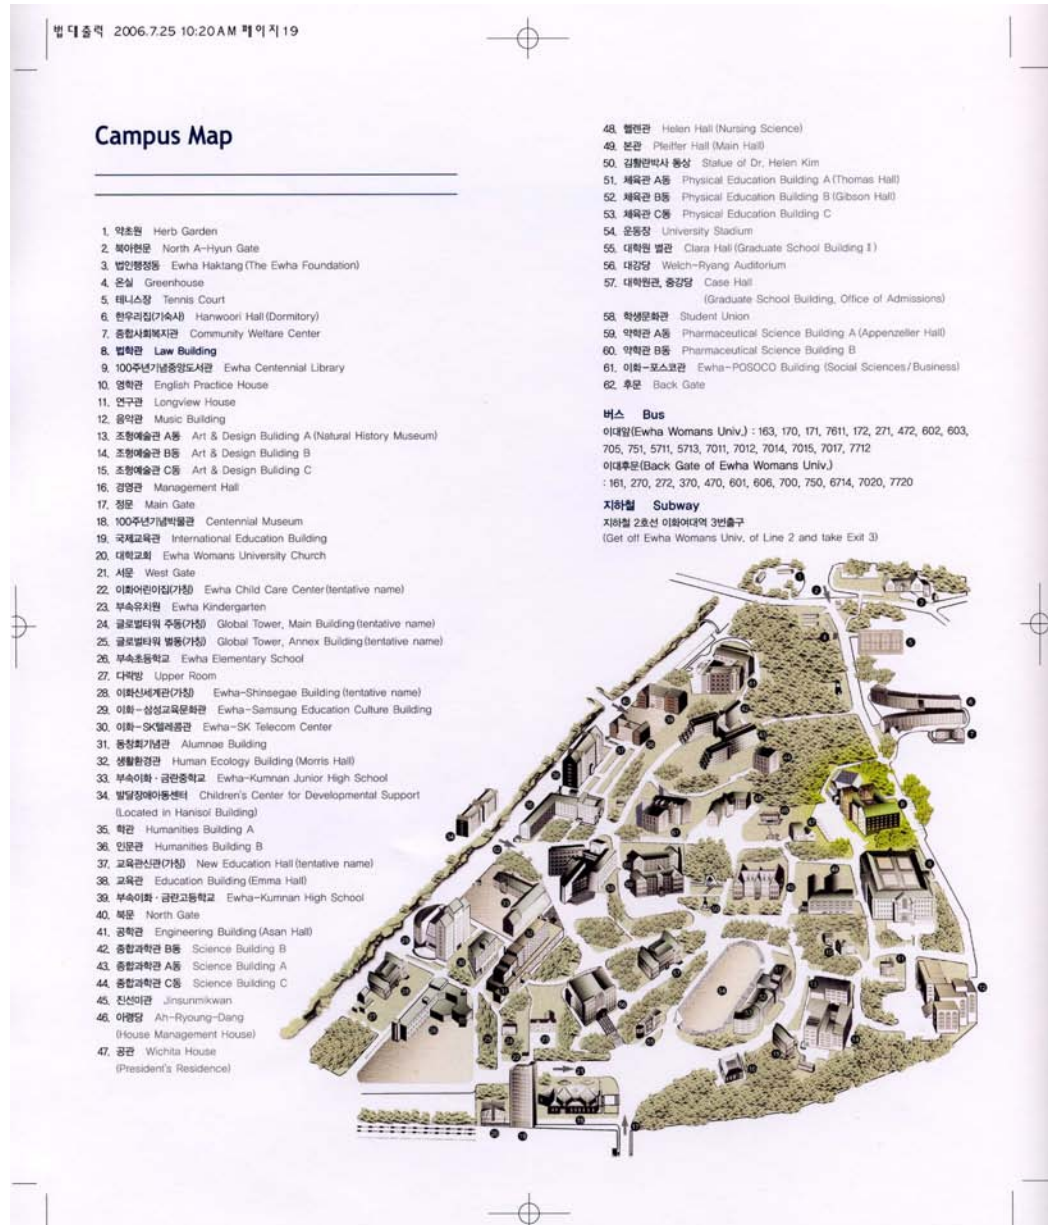 법대출력 2006.7.25 10:20 AM 페이지19
Campus Map
1. 약초원 Herb Garden
2. 북아현문 North A-Hyun Gate
3. 법인행정동 Ewha Haktang (The Ewha Foundation)
4. 온실 Greenhouse
5. 테니스장 Tennis Court
6. 한우리집(기숙사) Hanwoori Hall (Dormitory)
7. 종합사회복지관 Community Welfare Center
8. 법학관 Law Building
9. 100주년기념중앙도서관 Ewha Centennial Library
10. 영학관 English Practice House
11. 연구관 Longview House
12. 음악관 Music Building
13. 조형예술관 A동 Art & Design Building A (Natural History Museum)
14. 조형예술관 B동 Art & Design Building B
15. 조형예술관 C동 Art & Design Building C
16. 경영관 Management Hall
17. 정문 Main Gate
18. 100주년기념박물관 Centennial Museum
19. 국제교육관 International Education Building
20. 대학교회 Ewha Womans University Church
21. 서문 West Gate
22. 이화어린이집(가칭) Ewha Child Care Center (tentative name)
23. 부속유치원 Ewha Kindergarten
24. 글로벌타워 주동(가칭) Global Tower, Main Building (tentative name)
25. 글로벌타워 별동(가칭) Global Tower, Annex Building (tentative name)
26. 부속초등학교 Ewha Elementary School
27. 다락방 Upper Room
28. 이화신세계관(가칭) Ewha-Shinsegae Building (tentative name)
29. 이화-삼성교육문화관 Ewha-Samsung Education Culture Building
30. 이화-SK텔레콤관 Ewha-SK Telecom Center
31. 동창회기념관 Alumnae Building
32. 생활환경관 Human Ecology Building (Morris Hall)
33. 부속이화·금란중학교 Ewha-Kumnan Junior High School
34. 발달장애아동센터 Children's Center for Developmental Support
(Located in Hanisol Building)
35. 학관 Humanities Building A
36. 인문관 Humanities Building B
37. 교육관신관(가칭) New Education Hall (tentative name)
38. 교육관 Education Building (Emma Hall)
39. 부속이화·금란고등학교 Ewha-Kumnan High School
40. 북문 North Gate
41. 공학관 Engineering Building (Asan Hall)
42. 종합과학관 B동 Science Building B
43. 종합과학관 A동 Science Building A
44. 종합과학관 C동 Science Building C
45. 진선미관 Jinsunmikwan
46. 아령당 Ah-Ryoung-Dang
(House Management House)
47. 공관 Wichita House
(President's Residence)
48. 헬렌관 Helen Hall (Nursing Science)
49. 본관 Pfeiffer Hall (Main Hall)
50. 김활란박사 동상 Statue of Dr. Helen Kim
51. 체육관 A동 Physical Education Building A (Thomas Hall)
52. 체육관 B동 Physical Education Building B (Gibson Hall)
53. 체육관 C동 Physical Education Building C
54. 운동장 University Stadium
55. 대학원 별관 Clara Hall (Graduate School Building Ⅱ)
56. 대강당 Welch-Ryang Auditorium
57. 대학원관, 중강당 Case Hall
(Graduate School Building, Office of Admissions)
58. 학생문화관 Student Union
59. 약학관 A동 Pharmaceutical Science Building A (Appenzeller Hall)
60. 약학관 B동 Pharmaceutical Science Building B
61. 이화-포스코관 Ewha-POSOCO Building (Social Sciences/Business)
62. 후문 Back Gate
버스 Bus
이대앞(Ewha Womans Univ.) : 163, 170, 171, 7611, 172, 271, 472, 602, 603,
705, 751, 5711, 5713, 7011, 7012, 7014, 7015, 7017, 7712
이대후문(Back Gate of Ewha Womans Univ.)
: 161, 270, 272, 370, 470, 601, 606, 700, 750, 6714, 7020, 7720
지하철 Subway
지하철 2호선 이화여대역 3번출구
(Get off Ewha Womans Univ. of Line 2 and take Exit 3)